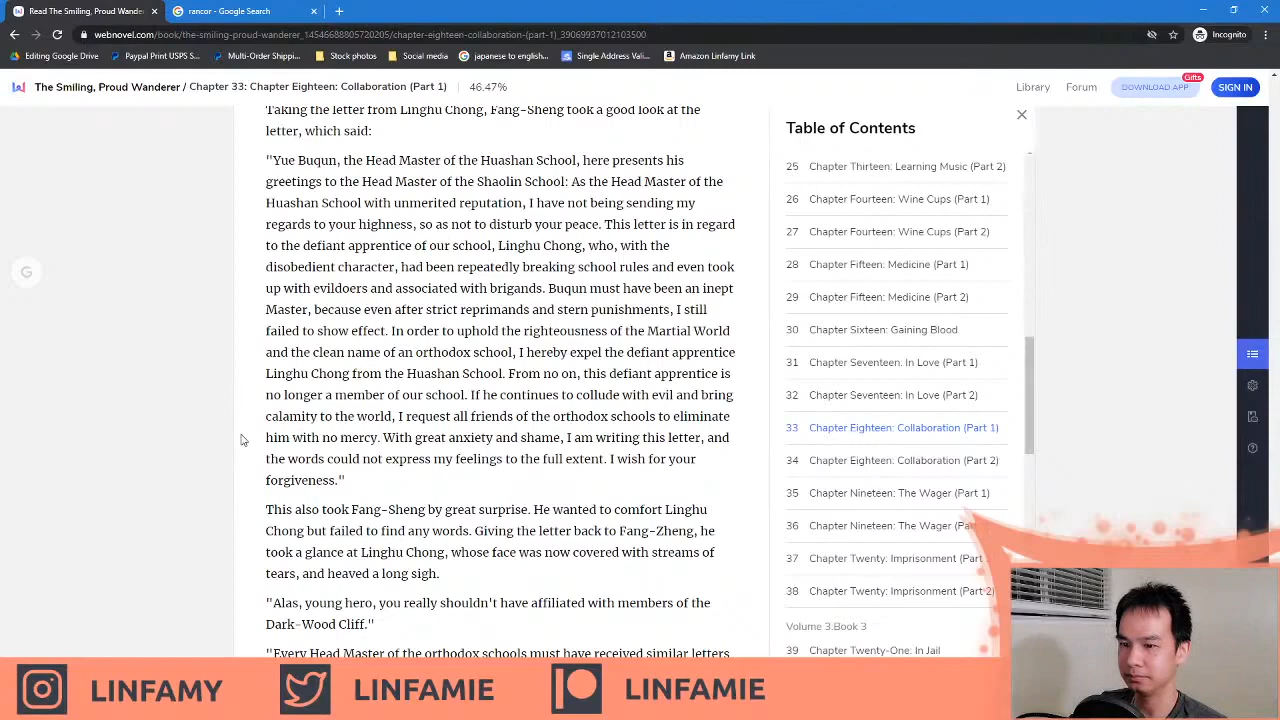 Read The Smiling, Proud Wande
rancor - Google Search
webnovel.com/book/the-smiling-proud-wanderer_14546688805720205/chapter-eighteen-collaboration-(part-1)_39069937012103500
Incognito
Editing Google Drive
Paypal Print USPS S...
Multi-Order Shippi...
Stock photos
Social media
japanese to english...
Single Address Vali...
Amazon Linfamy Link
The Smiling, Proud Wanderer / Chapter 33: Chapter Eighteen: Collaboration (Part 1) 46.47%
Library
Forum
DOWNLOAD APP
Gifts
SIGN IN
Taking the letter from Linghu Chong, Fang-Sheng took a good look at the
letter, which said:
"Yue Buqun, the Head Master of the Huashan School, here presents his
greetings to the Head Master of the Shaolin School: As the Head Master of the
Huashan School with unmerited reputation, I have not being sending my
regards to your highness, so as not to disturb your peace. This letter is in regard
to the defiant apprentice of our school, Linghu Chong, who, with the
disobedient character, had been repeatedly breaking school rules and even took
up with evildoers and associated with brigands. Buqun must have been an inept
Master, because even after strict reprimands and stern punishments, I still
failed to show effect. In order to uphold the righteousness of the Martial World
and the clean name of an orthodox school, I hereby expel the defiant apprentice
Linghu Chong from the Huashan School. From no on, this defiant apprentice is
no longer a member of our school. If he continues to collude with evil and bring
calamity to the world, I request all friends of the orthodox schools to eliminate
him with no mercy. With great anxiety and shame, I am writing this letter, and
the words could not express my feelings to the full extent. I wish for your
forgiveness."
This also took Fang-Sheng by great surprise. He wanted to comfort Linghu
Chong but failed to find any words. Giving the letter back to Fang-Zheng, he
took a glance at Linghu Chong, whose face was now covered with streams of
tears, and heaved a long sigh.
"Alas, young hero, you really shouldn't have affiliated with members of the
Dark-Wood Cliff."
"Every Head Master of the orthodox schools must have received similar letters
Table of Contents
25 Chapter Thirteen: Learning Music (Part 2)
26 Chapter Fourteen: Wine Cups (Part 1)
27 Chapter Fourteen: Wine Cups (Part 2)
28 Chapter Fifteen: Medicine (Part 1)
29 Chapter Fifteen: Medicine (Part 2)
30 Chapter Sixteen: Gaining Blood
31 Chapter Seventeen: In Love (Part 1)
32 Chapter Seventeen: In Love (Part 2)
33 Chapter Eighteen: Collaboration (Part 1)
34 Chapter Eighteen: Collaboration (Part 2)
35 Chapter Nineteen: The Wager (Part 1)
36 Chapter Nineteen: The Wager (Pa
37 Chapter Twenty: Imprisonment (Part
38 Chapter Twenty: Imprisonment (Part 2)
Volume 3:Book 3
39 Chapter Twenty-One: In Jail
G
LINFAMY
LINFAMIE
LINFAMIE